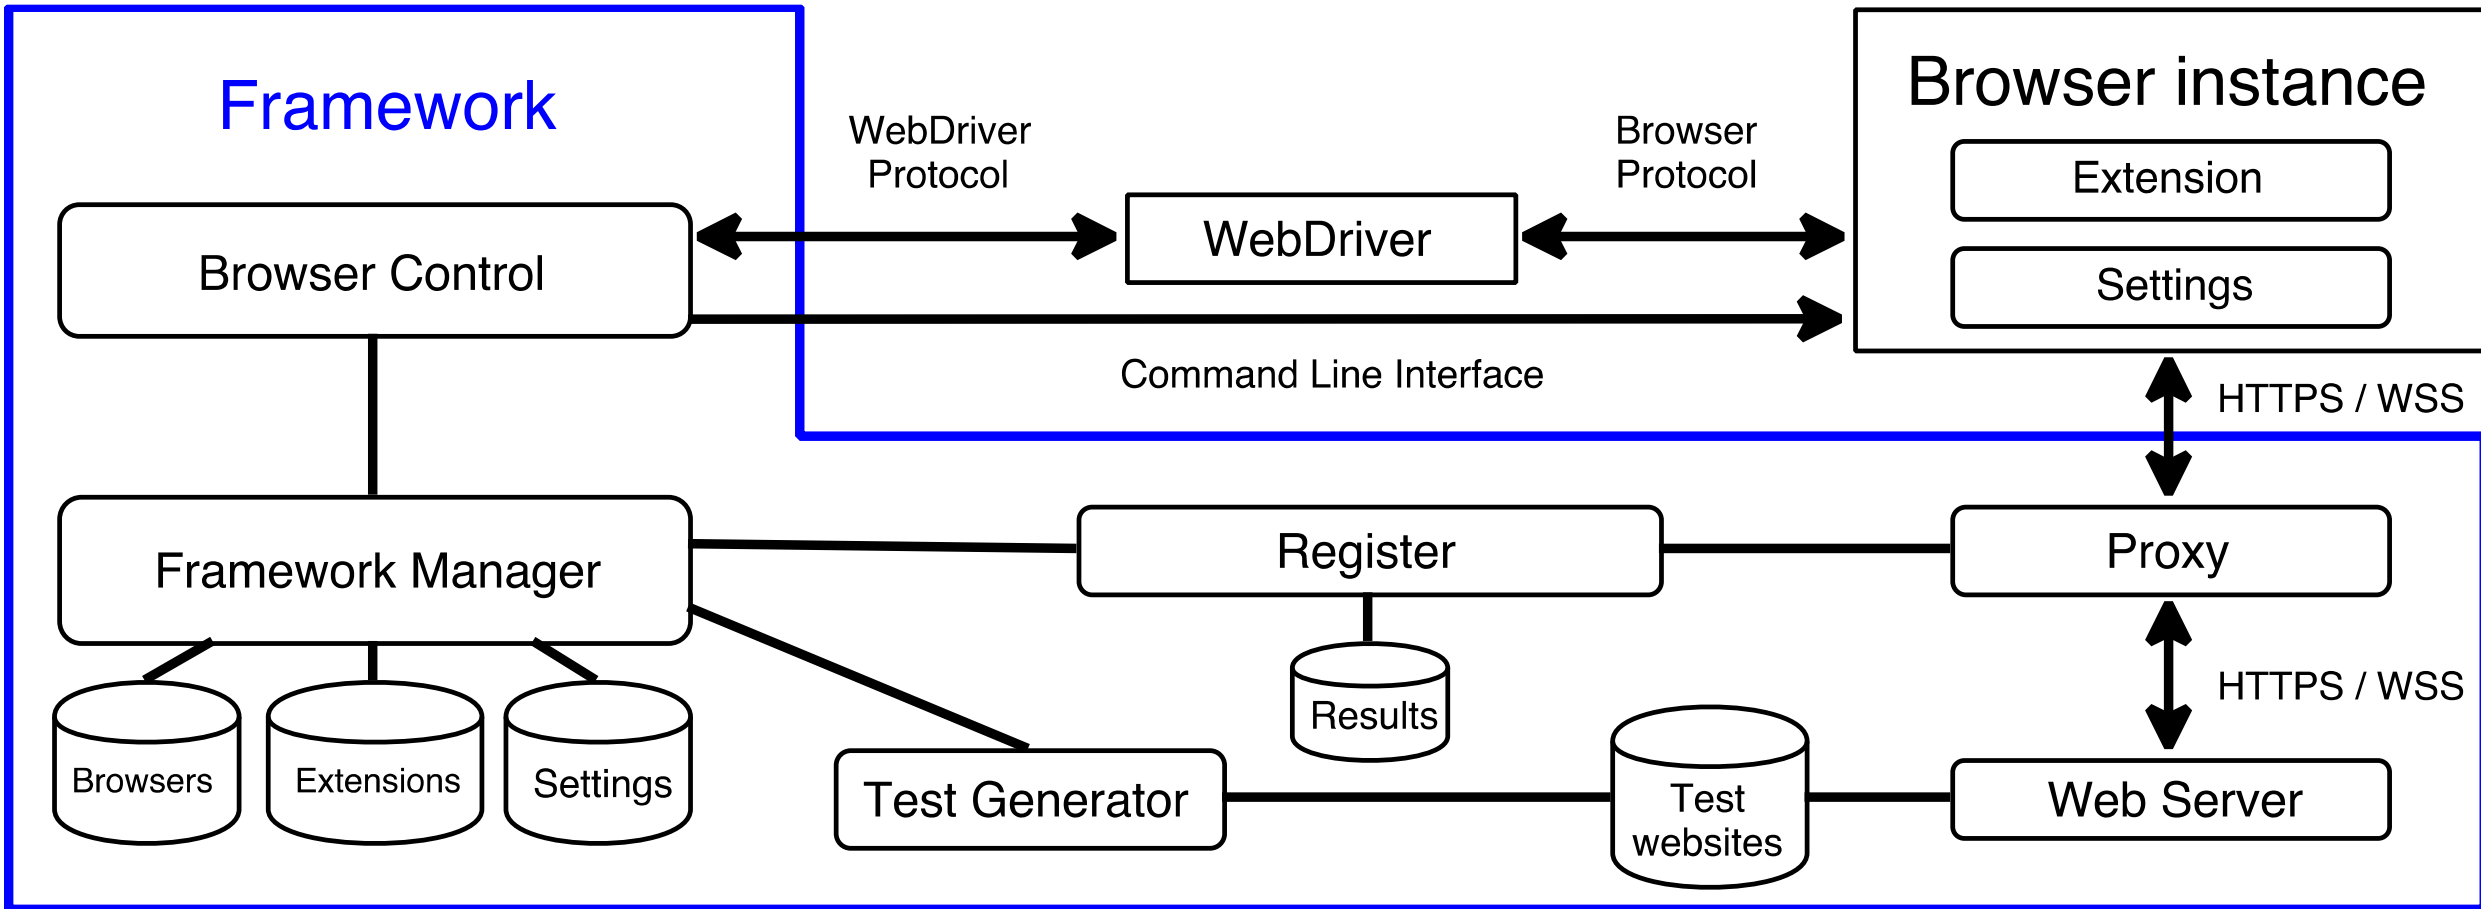 Framework
Browser instance
WebDriver
Protocol
Browser
Protocol
Extension
Browser Control
WebDriver
Settings
Command Line Interface
HTTPS / WSS
Framework Manager
Register
Proxy
HTTPS / WSS
Results
Browsers
Extensions
Settings
Test Generator
Test
websites
Web Server